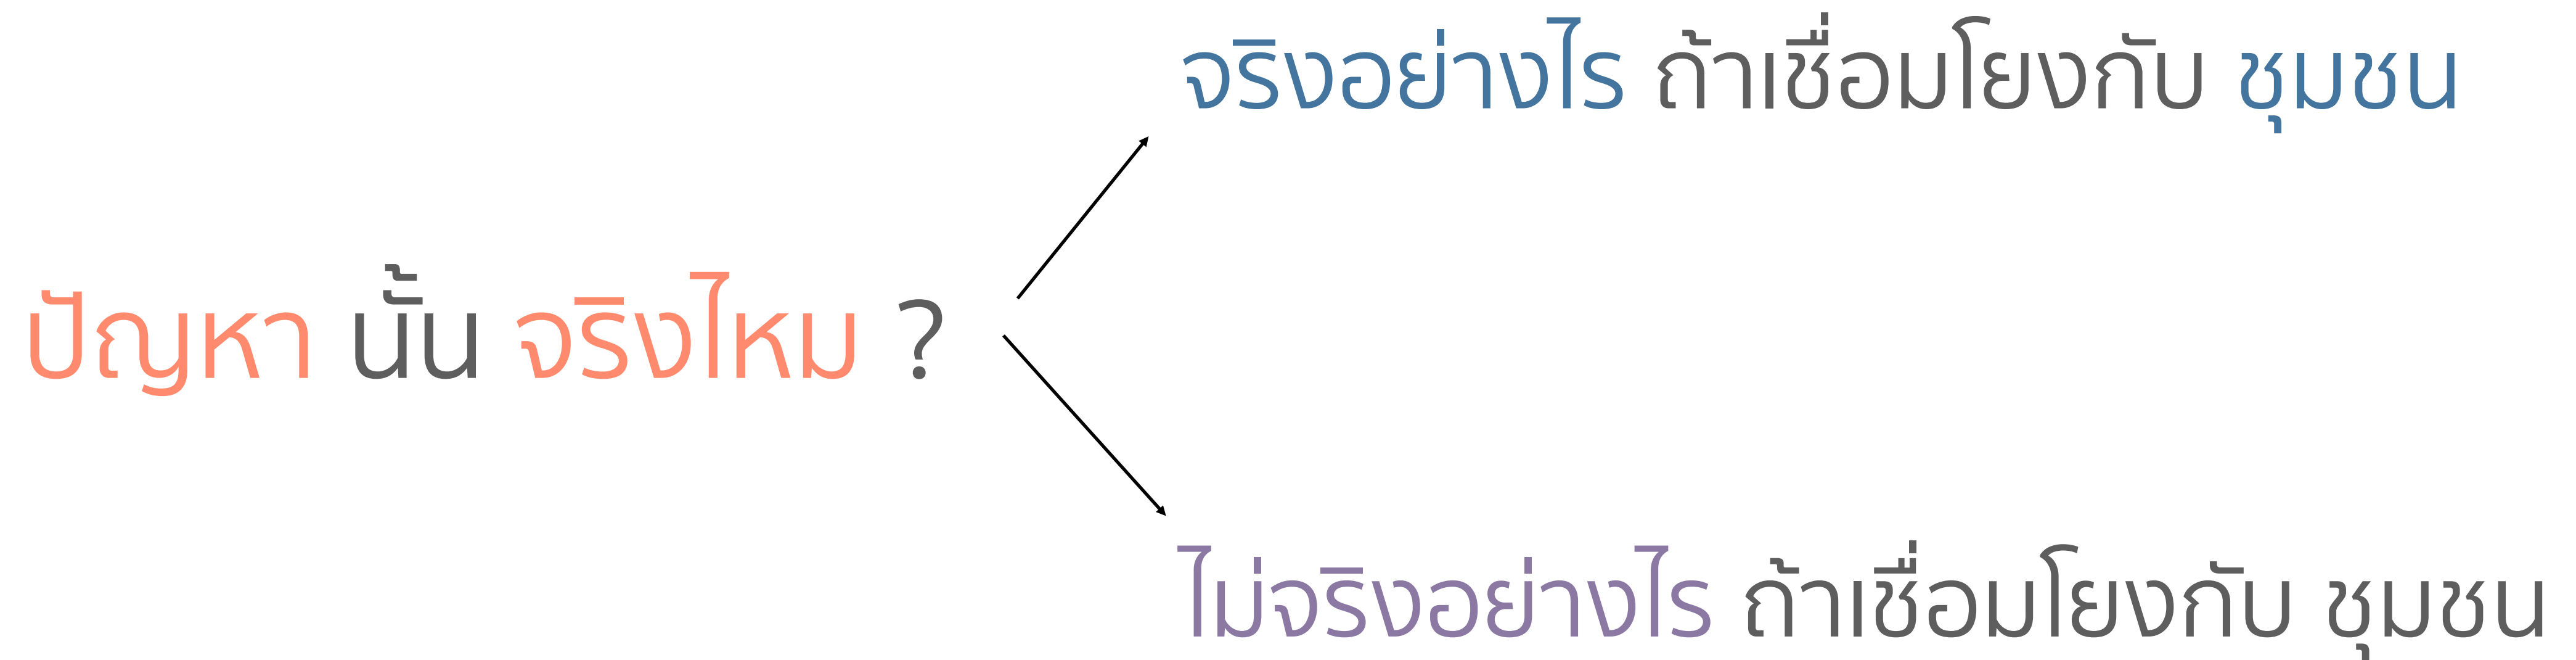 จริงอย่างไร ถ้าเชื่อมโยงกับ ชุมชน
ปัญหา นั้น จริงไหม ?
ไม่จริงอย่างไร ถ้าเชื่อมโยงกับ ชุมชน